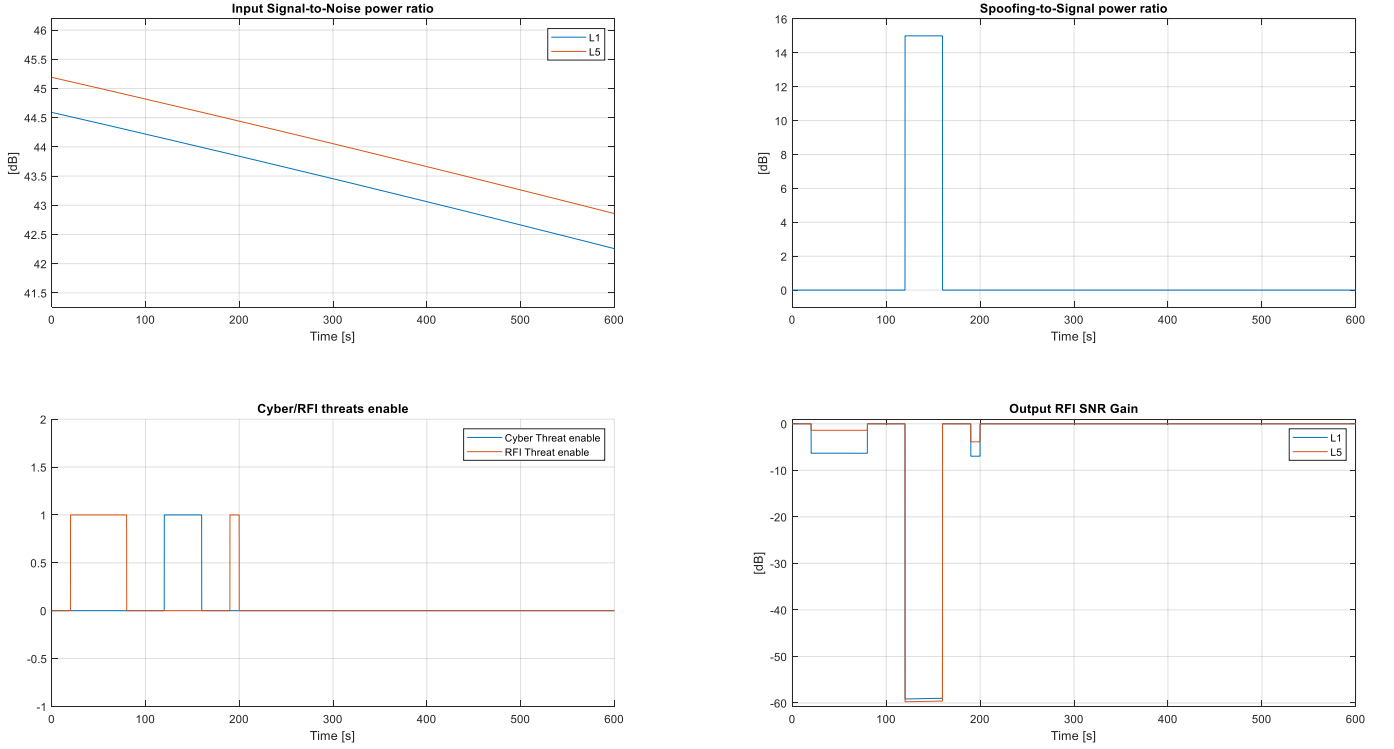 Input Signal-to-Noise power ratio
46
45.5
45
44.5
44
43.5
43
42.5
42
41.5
[dB]
L1
L5
0 100 200 300 400 500 600
Time [s]
Spoofing-to-Signal power ratio
16
14
12
10
8
6
4
2
0
[dB]
0 100 200 300 400 500 600
Time [s]
Cyber/RFI threats enable
2
1.5
1
0.5
0
-0.5
-1
Cyber Threat enable
RFI Threat enable
0 100 200 300 400 500 600
Time [s]
Output RFI SNR Gain
0
-10
-20
-30
-40
-50
-60
[dB]
L1
L5
0 100 200 300 400 500 600
Time [s]